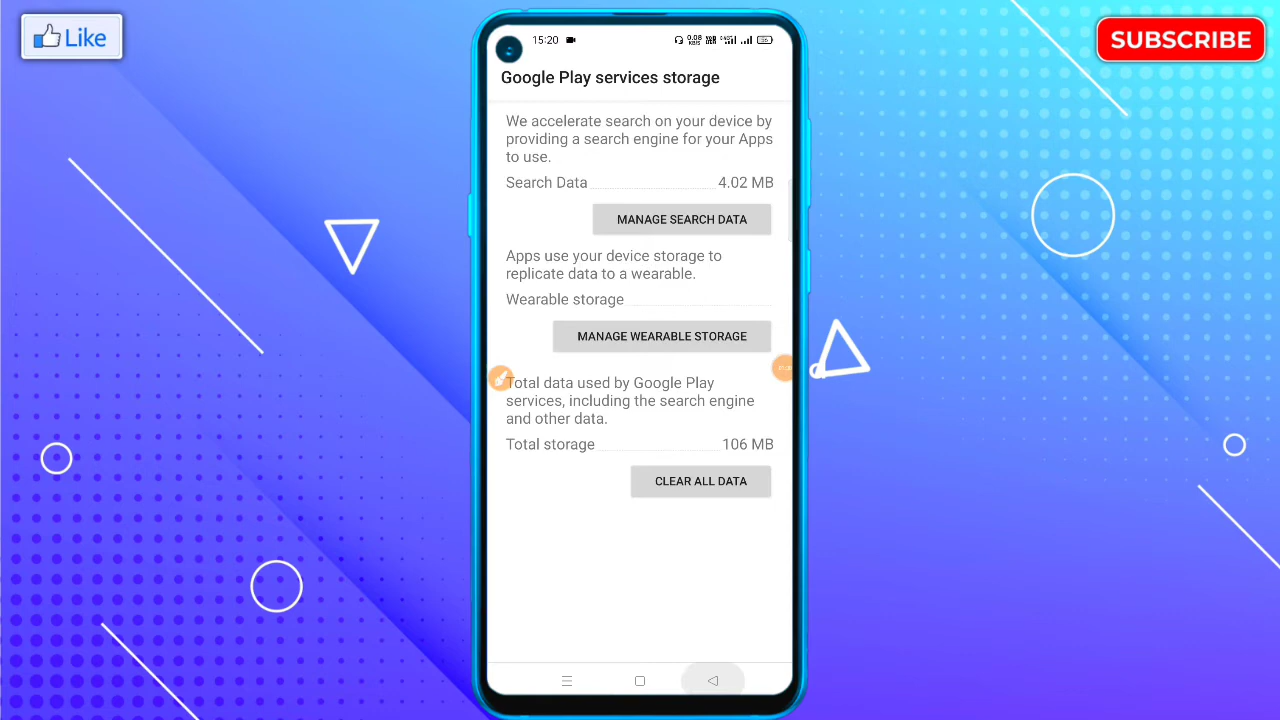 Like
SUBSCRIBE
15:20
Google Play services storage
We accelerate search on your device by
providing a search engine for your Apps
to use.
Search Data 4.02 MB
MANAGE SEARCH DATA
Apps use your device storage to
replicate data to a wearable.
Wearable storage
MANAGE WEARABLE STORAGE
Total data used by Google Play
services, including the search engine
and other data.
Total storage 106 MB
CLEAR ALL DATA